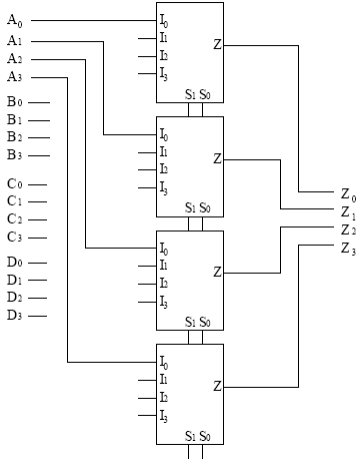 A0
A1
A2
A3
B0
B1
B2
B3
C0
C1
C2
C3
D0
D1
D2
D3
I0
I1
I2
I3
Z
S1 S0
I0
I1
I2
I3
Z
S1 S0
I0
I1
I2
I3
Z
S1 S0
I0
I1
I2
I3
Z
S1 S0
Z0
Z1
Z2
Z3